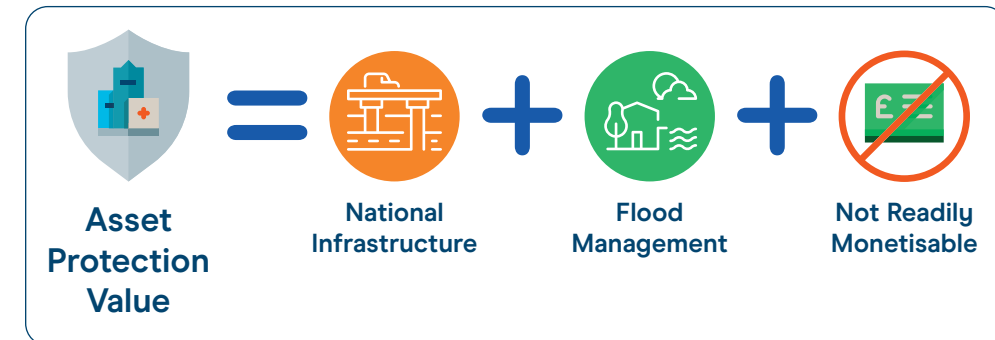 Asset
Protection
Value
National
Infrastructure
Flood
Management
£
Not Readily
Monetisable